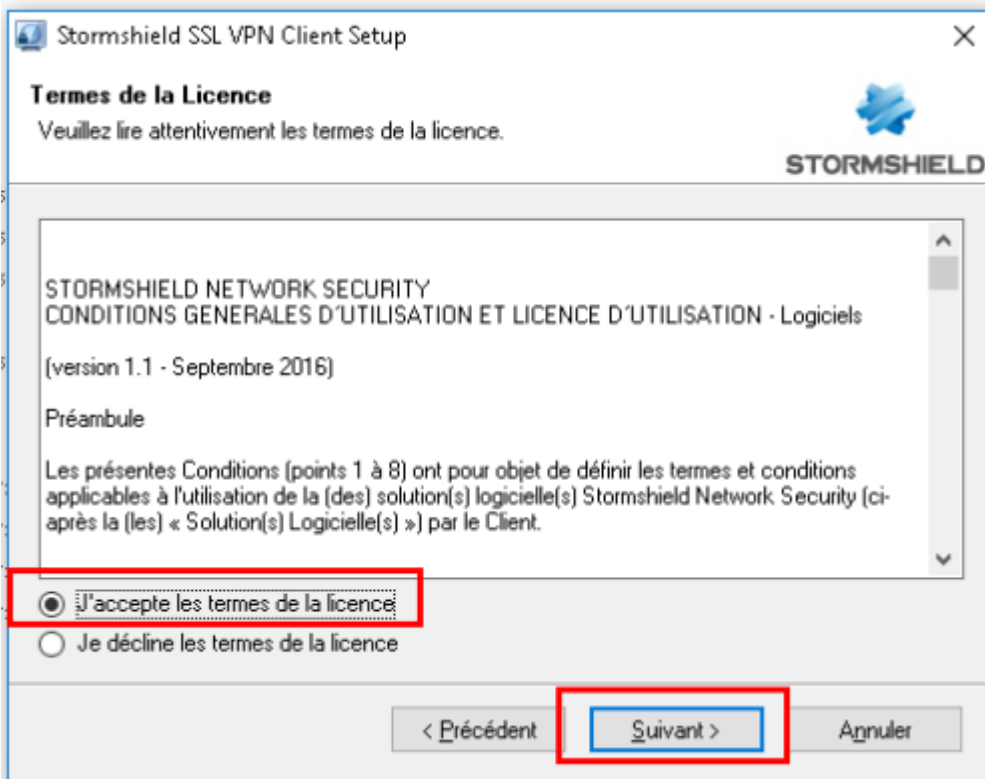 Stormshield SSL VPN Client Setup
Termes de la Licence
Veuillez lire attentivement les termes de la licence.
STORMSHIELD
STORMSHIELD NETWORK SECURITY
CONDITIONS GENERALES D´UTILISATION ET LICENCE D´UTILISATION - Logiciels
(version 1.1 - Septembre 2016)
Préambule
Les présentes Conditions (points 1 à 8) ont pour objet de définir les termes et conditions
applicables à l'utilisation de la (des) solution(s) logicielle(s) Stormshield Network Security (ci-
après la (les) « Solution(s) Logicielle(s) ») par le Client.
J'accepte les termes de la licence
Je décline les termes de la licence
< Précédent
Suivant >
Annuler